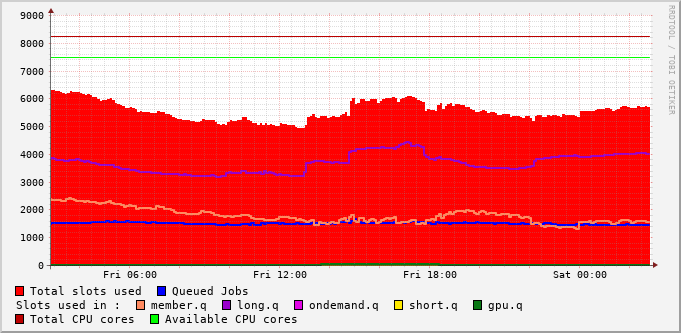 9000
8000
7000
6000
5000
4000
3000
2000
1000
0
Fri 06:00 Fri 12:00 Fri 18:00 Sat 00:00
RRDTOOL / TOBI OETIKER
Total slots used Queued Jobs
Slots used in : member.q long.q ondemand.q short.q gpu.q
Total CPU cores Available CPU cores